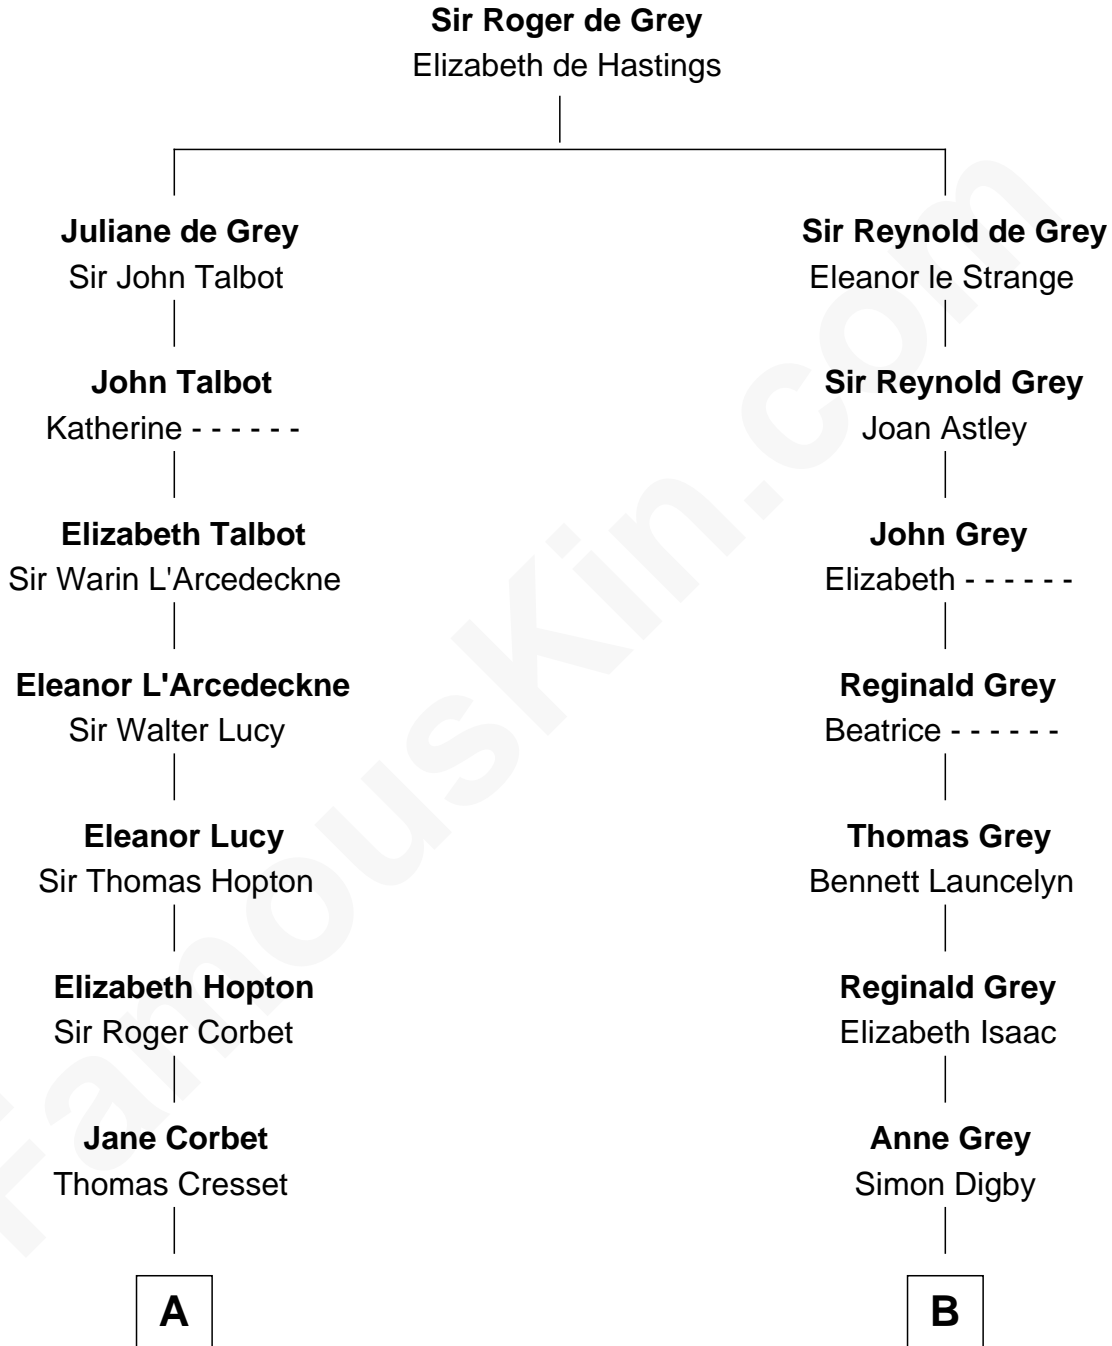 Sir Roger de Grey
Elizabeth de Hastings
Juliane de Grey
Sir John Talbot
John Talbot
Katherine - - - - - -
Elizabeth Talbot
Sir Warin L'Arcedeckne
Eleanor L'Arcedeckne
Sir Walter Lucy
Eleanor Lucy
Sir Thomas Hopton
Elizabeth Hopton
Sir Roger Corbet
Jane Corbet
Thomas Cresset
A
Sir Reynold de Grey
Eleanor le Strange
Sir Reynold Grey
Joan Astley
John Grey
Elizabeth - - - - - -
Reginald Grey
Beatrice - - - - - -
Thomas Grey
Bennett Launcelyn
Reginald Grey
Elizabeth Isaac
Anne Grey
Simon Digby
B
FamousKin.com